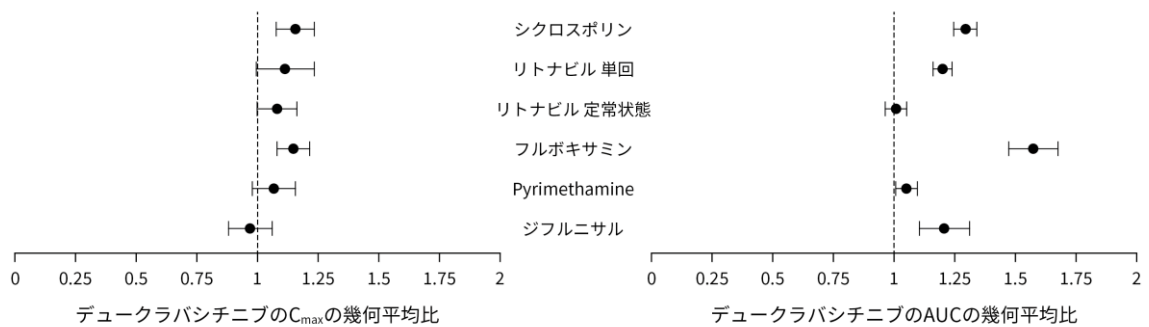 シクロスポリン
リトナビル 単回
リトナビル 定常状態
フルボキサミン
Pyrimethamine
ジフルニサル
0 0.25 0.5 0.75 1 1.25 1.5 1.75 2
0 0.25 0.5 0.75 1 1.25 1.5 1.75 2
デュークラバシチニブのCmaxの幾何平均比
デュークラバシチニブのAUCの幾何平均比